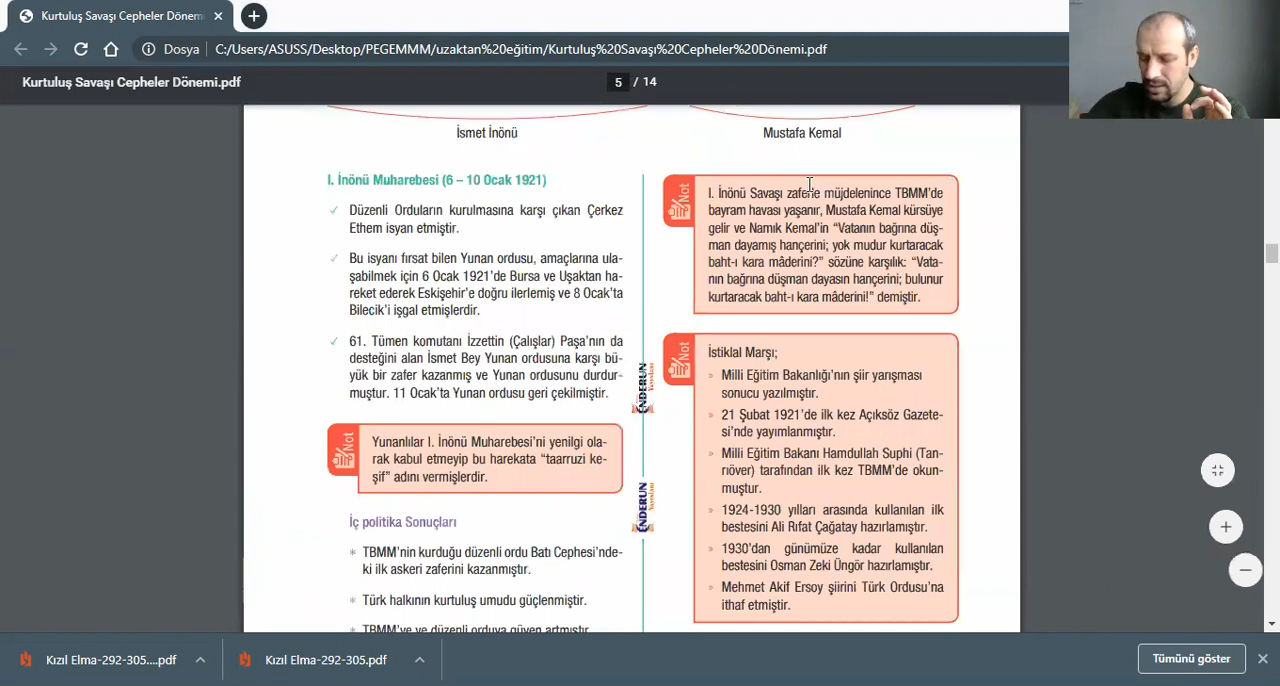 Kurtuluş Savaşı Cepheler Dönemi
Dosya
C:/Users/ASUSS/Desktop/PEGEMMM/uzaktan%20eğitim/Kurtuluş%20Savaşı%20Cepheler%20Dönemi.pdf
Kurtuluş Savaşı Cepheler Dönemi.pdf
5 / 14
İsmet İnönü
Mustafa Kemal
I. İnönü Muharebesi (6 – 10 Ocak 1921)
✓ Düzenli Orduların kurulmasına karşı çıkan Çerkez
Ethem isyan etmiştir.
✓ Bu isyanı fırsat bilen Yunan ordusu, amaçlarına ula-
şabilmek için 6 Ocak 1921'de Bursa ve Uşaktan ha-
reket ederek Eskişehir'e doğru ilerlemiş ve 8 Ocak'ta
Bilecik'i işgal etmişlerdir.
✓ 61. Tümen komutanı İzzettin (Çalışlar) Paşa'nın da
desteğini alan İsmet Bey Yunan ordusuna karşı bü-
yük bir zafer kazanmış ve Yunan ordusunu durdur-
muştur. 11 Ocak'ta Yunan ordusu geri çekilmiştir.
Not
Yunanlılar I. İnönü Muharebesi'ni yenilgi ola-
rak kabul etmeyip bu harekata "taarruzi ke-
şif" adını vermişlerdir.
İç politika Sonuçları
* TBMM'nin kurduğu düzenli ordu Batı Cephesi'nde-
ki ilk askeri zaferini kazanmıştır.
* Türk halkının kurtuluş umudu güçlenmiştir.
* TBMM'ye ve düzenli orduya güven artmıştır.
ENDERUN
Yayınları
ENDERUN
Yayınları
Not
I. İnönü Savaşı zaferle müjdelenince TBMM'de
bayram havası yaşanır, Mustafa Kemal kürsüye
gelir ve Namık Kemal'in "Vatanın bağrına düş-
man dayamış hançerini; yok mudur kurtaracak
baht-ı kara mâderini?" sözüne karşılık: "Vata-
nın bağrına düşman dayasın hançerini; bulunur
kurtaracak baht-ı kara mâderini!" demiştir.
Not
İstiklal Marşı;
» Milli Eğitim Bakanlığı'nın şiir yarışması
sonucu yazılmıştır.
» 21 Şubat 1921'de ilk kez Açıksöz Gazete-
si'nde yayımlanmıştır.
» Milli Eğitim Bakanı Hamdullah Suphi (Tan-
rıöver) tarafından ilk kez TBMM'de okun-
muştur.
» 1924-1930 yılları arasında kullanılan ilk
bestesini Ali Rıfat Çağatay hazırlamıştır.
» 1930'dan günümüze kadar kullanılan
bestesini Osman Zeki Üngör hazırlamıştır.
» Mehmet Akif Ersoy şiirini Türk Ordusu'na
ithaf etmiştir.
Kızıl Elma-292-305....pdf
Kızıl Elma-292-305.pdf
Tümünü göster